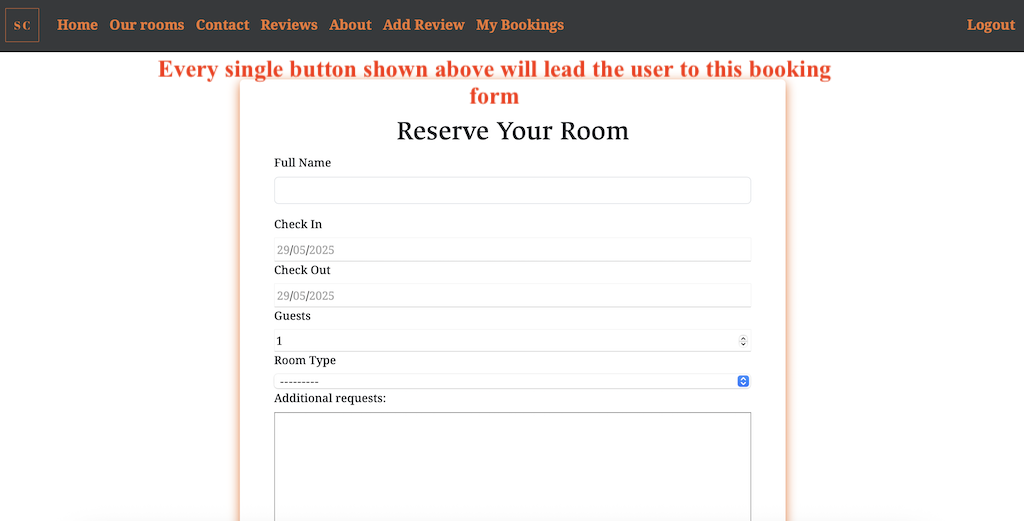 SC Home Our rooms Contact Reviews About Add Review My Bookings Logout
Every single button shown above will lead the user to this booking
form
Reserve Your Room
Full Name
Check In
29/05/2025
Check Out
29/05/2025
Guests
1
Room Type
---------
Additional requests: